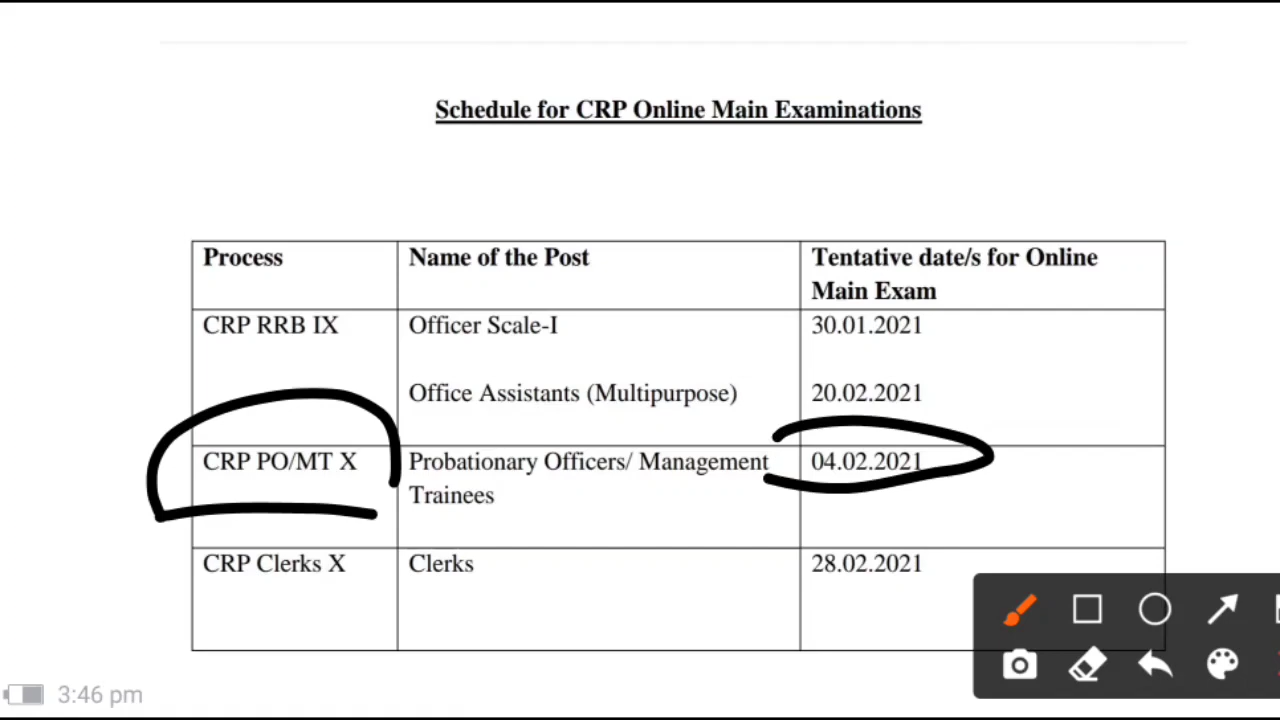 Schedule for CRP Online Main Examinations
Process Name of the Post Tentative date/s for Online
Main Exam
CRP RRB IX Officer Scale-I 30.01.2021
Office Assistants (Multipurpose) 20.02.2021
CRP PO/MT X Probationary Officers/ Management 04.02.2021
Trainees
CRP Clerks X Clerks 28.02.2021
3:46 pm